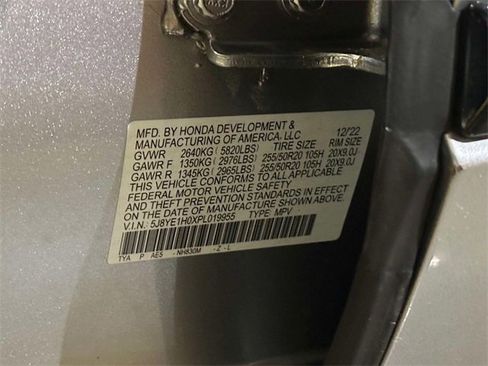 MFD. BY HONDA DEVELOPMENT & 12/22
MANUFACTURING OF AMERICA, LLC
GVWR 2640KG (5820LBS) TIRE SIZE RIM SIZE
GAWR F 1350KG (2976LBS) 255/50R20 105H 20X9.0J
GAWR R 1345KG (2965LBS) 255/50R20 105H 20X9.0J
THIS VEHICLE CONFORMS TO ALL APPLICABLE
FEDERAL MOTOR VEHICLE SAFETY
AND THEFT PREVENTION STANDARDS IN EFFECT
ON THE DATE OF MANUFACTURE SHOWN ABOVE.
V.I.N.: 5J8YE1H0XPL019955 TYPE: MPV
TYA P AE5 - NH830M - Z - L